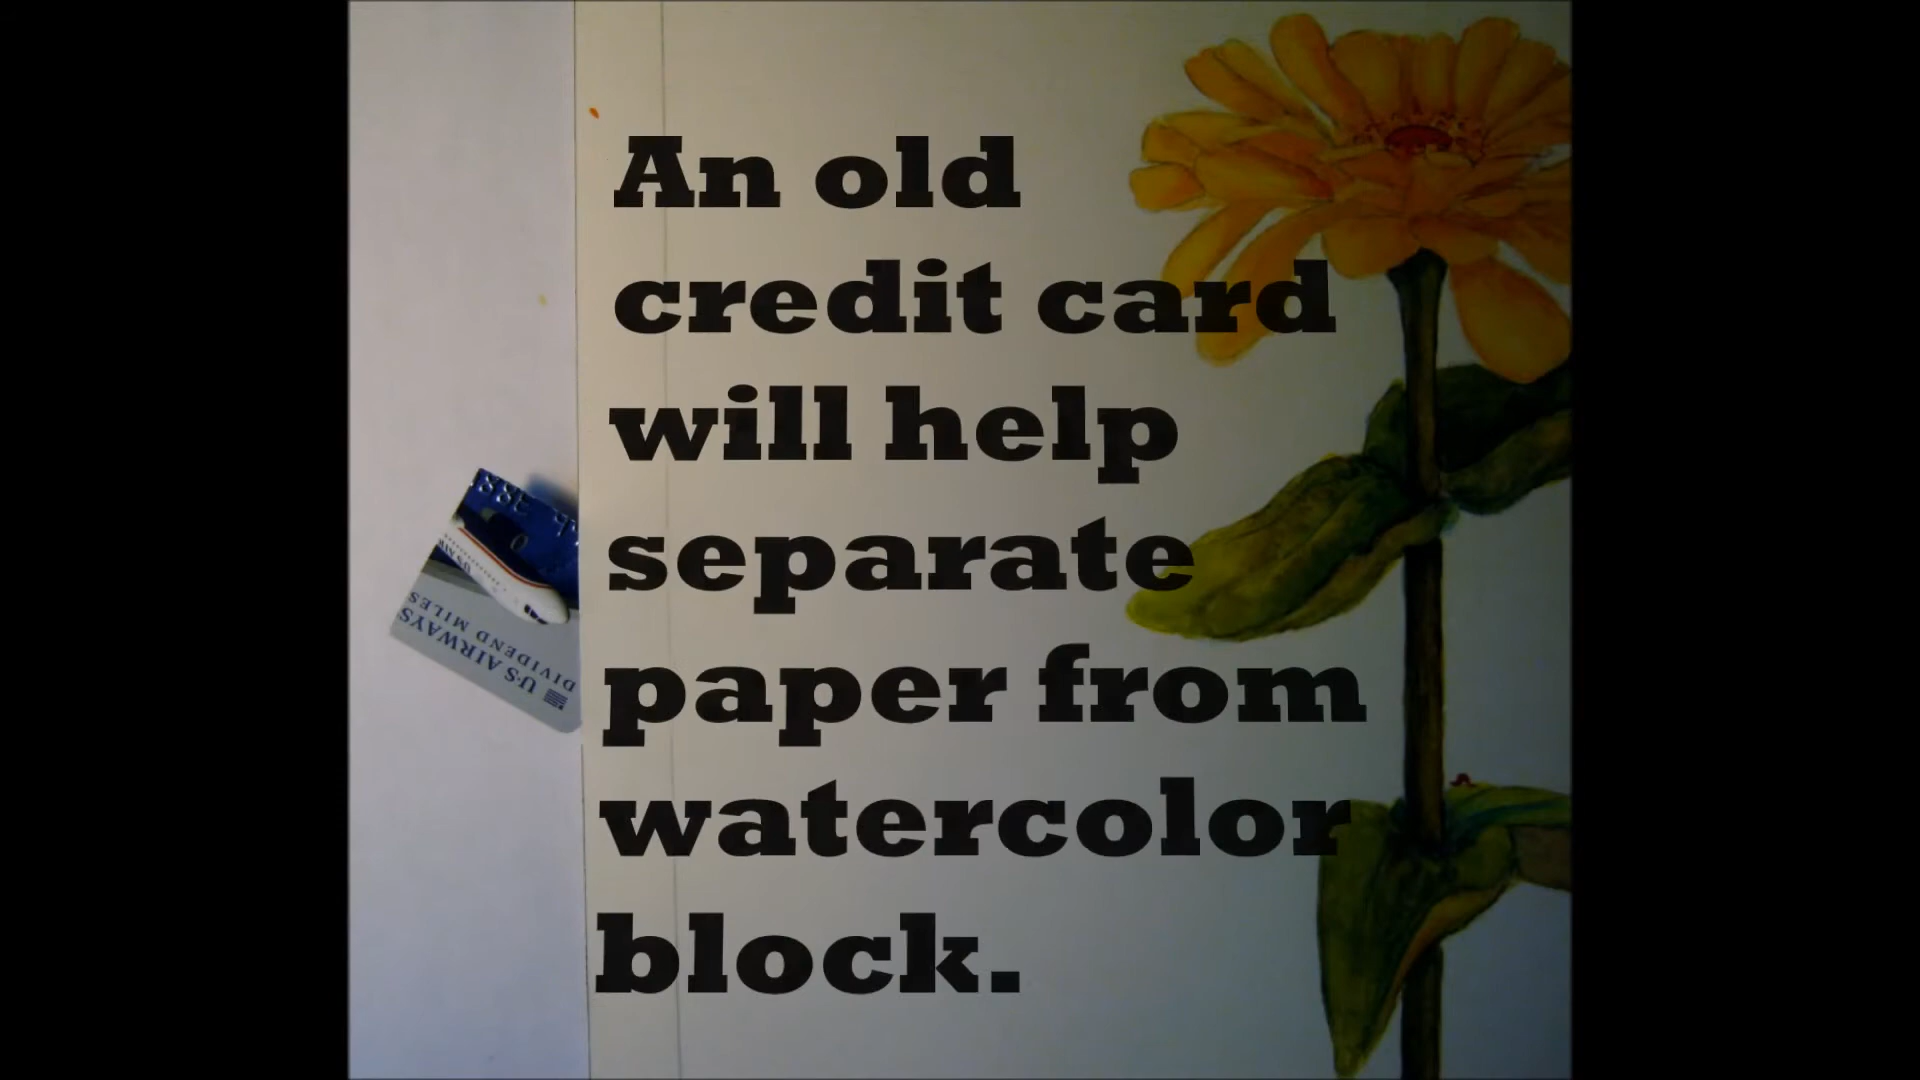 An old
credit card
will help
separate
paper from
watercolor
block.
U·S AIRWAYS
DIVIDEND MILES